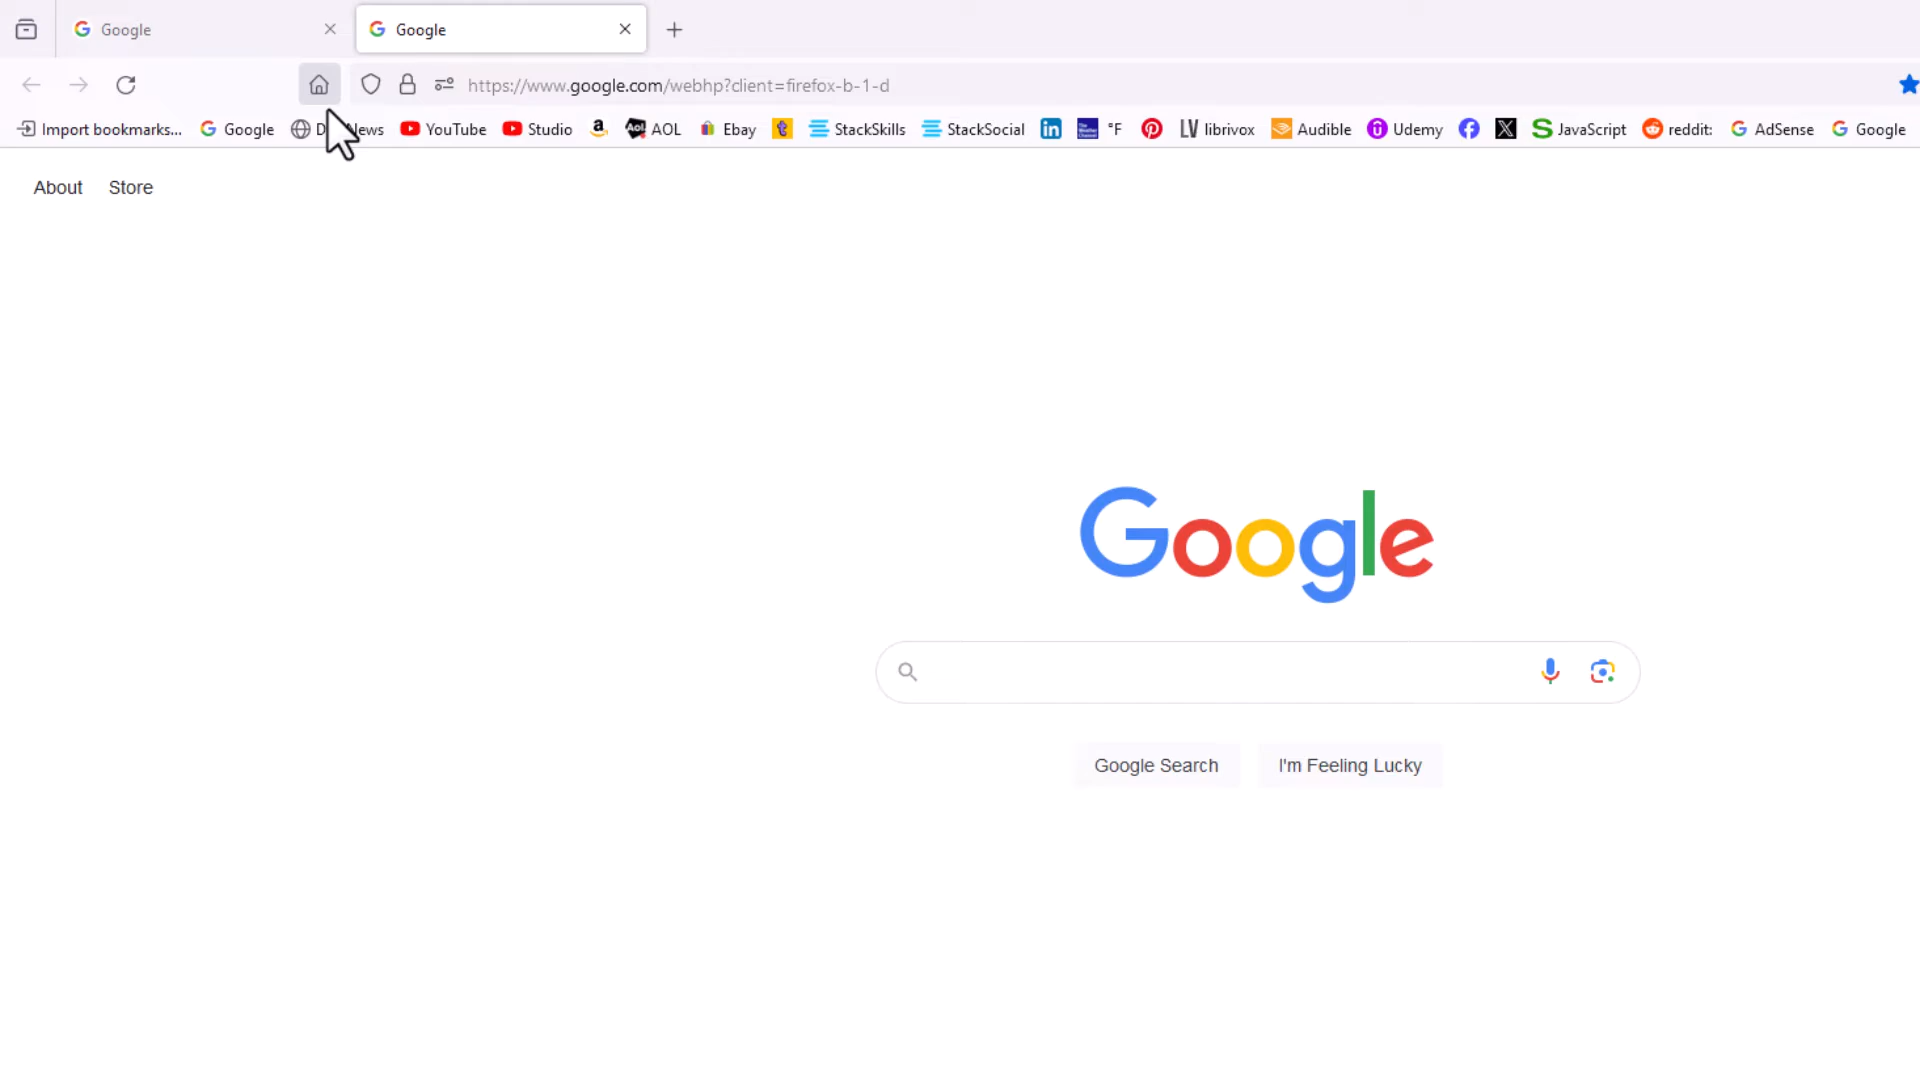 Google Google
https://www.google.com/webhp?client=firefox-b-1-d
Import bookmarks... Google News YouTube Studio AOL Ebay StackSkills StackSocial °F librivox Audible Udemy JavaScript reddit: AdSense Google
About Store
Google
Google Search I'm Feeling Lucky